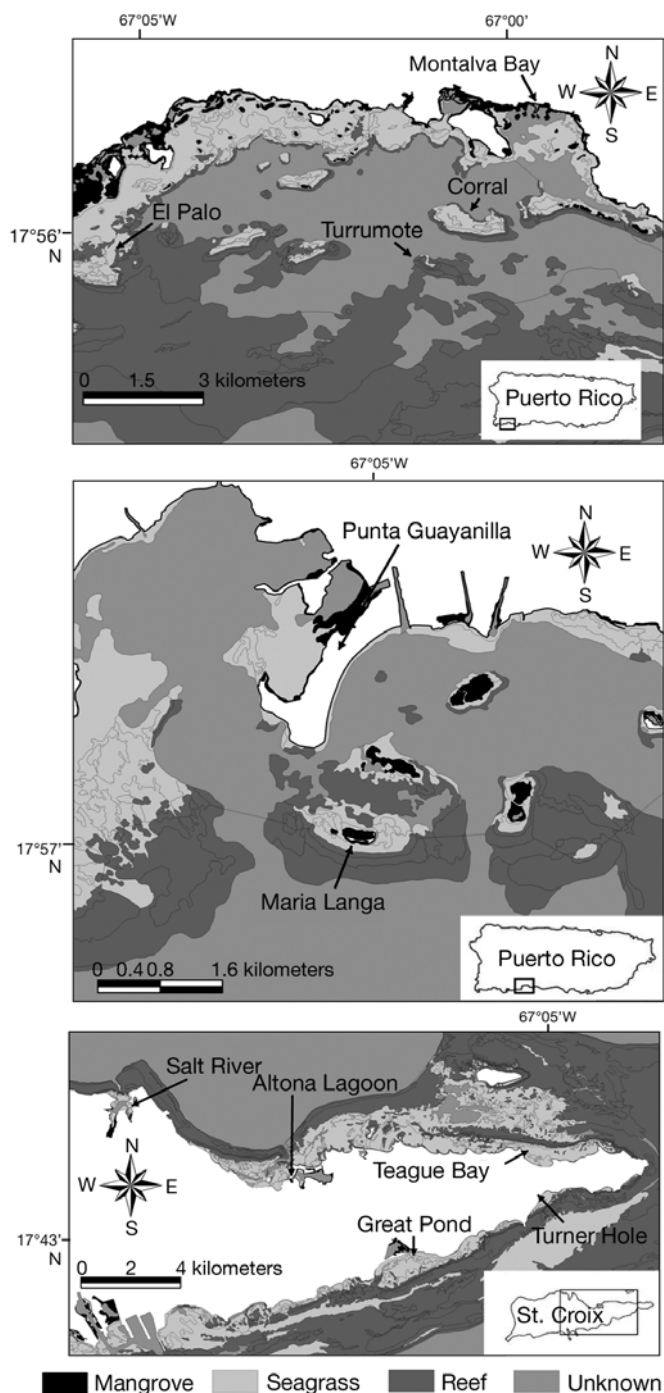 67°05'W
67°00'
Montalva Bay
N
W
E
S
El Palo
Corral
Turrumote
17°56'
N
0
1.5
3 kilometers
Puerto Rico
67°05'W
Punta Guayanilla
N
W
E
S
17°57'
N
Maria Langa
0
0.4
0.8
1.6 kilometers
Puerto Rico
67°05'W
Salt River
Altona Lagoon
N
W
E
S
Teague Bay
Great Pond
Turner Hole
17°43'
N
0
2
4 kilometers
St. Croix
Mangrove
Seagrass
Reef
Unknown